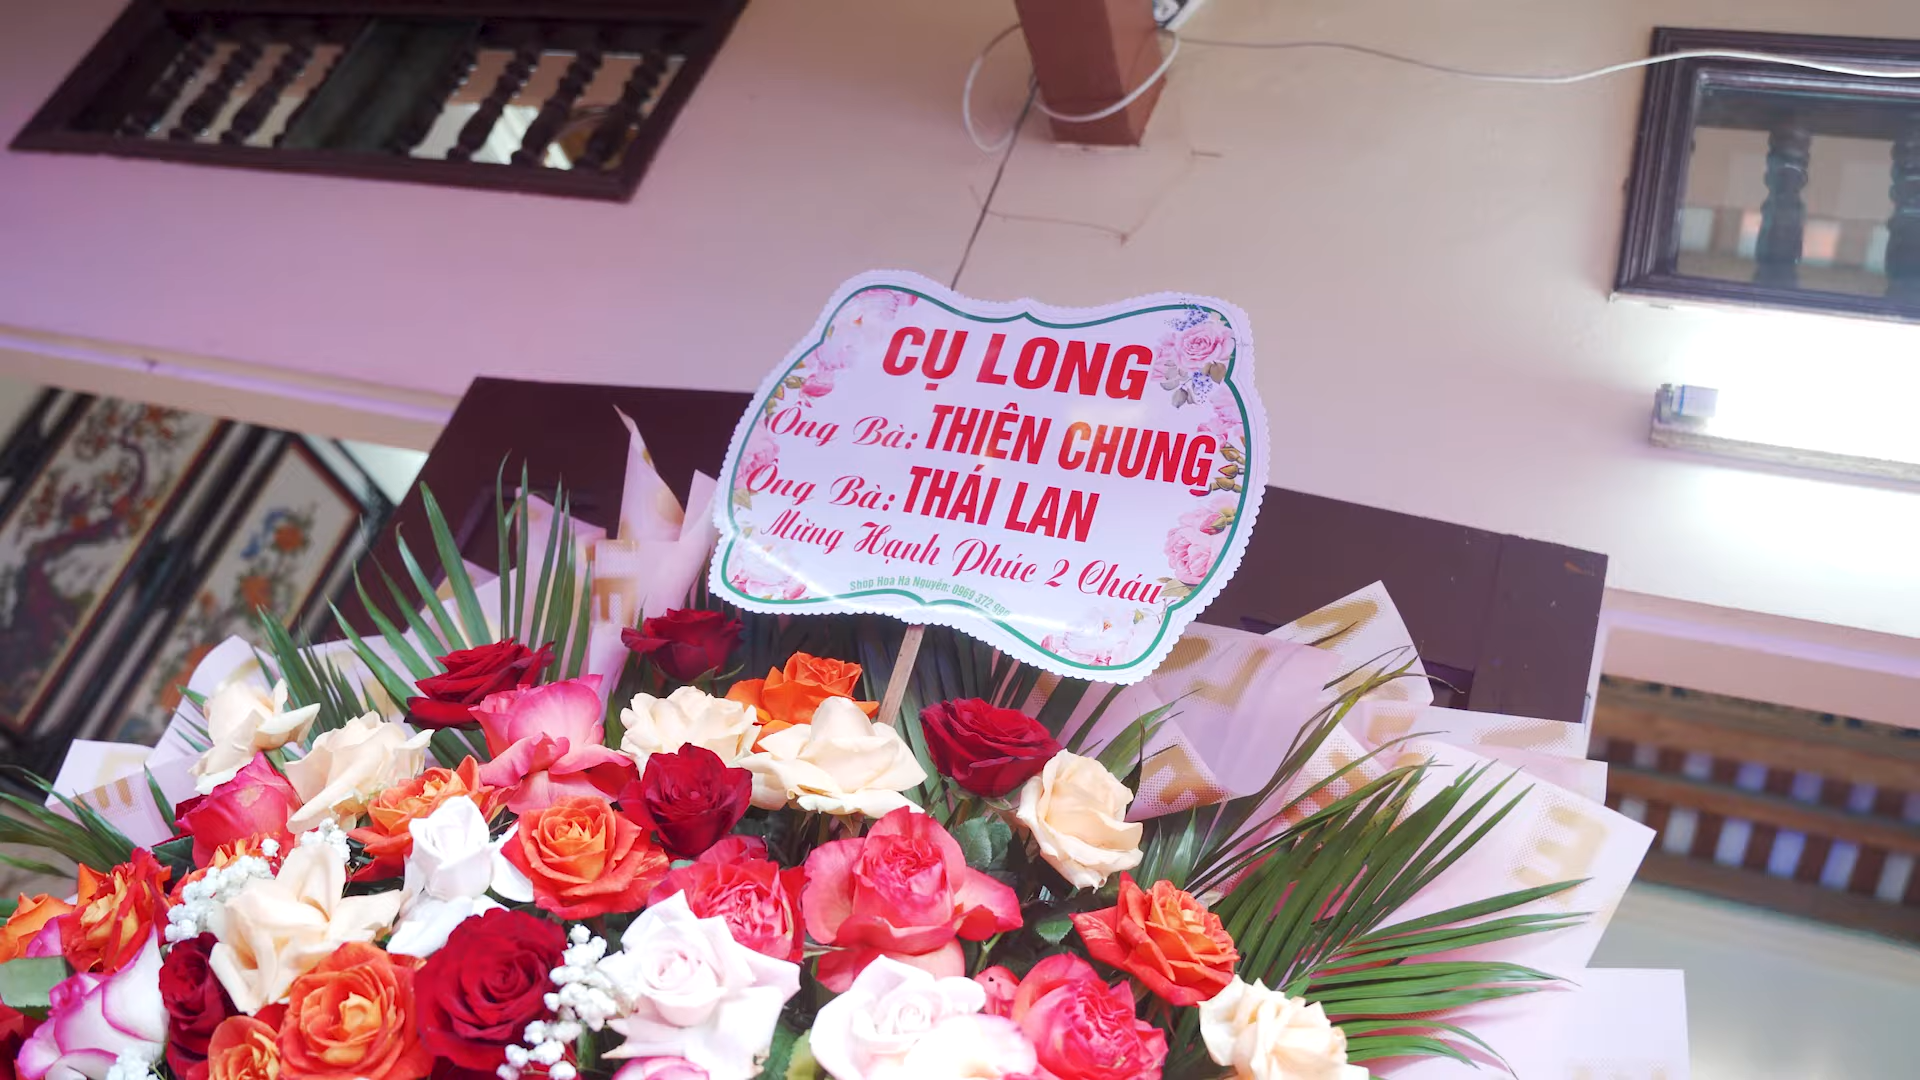 CỤ LONG
Ông Bà: THIÊN CHUNG
Ông Bà: THÁI LAN
Mừng Hạnh Phúc 2 Cháu
Shop Hoa Hà Nguyễn: 0969 372 999